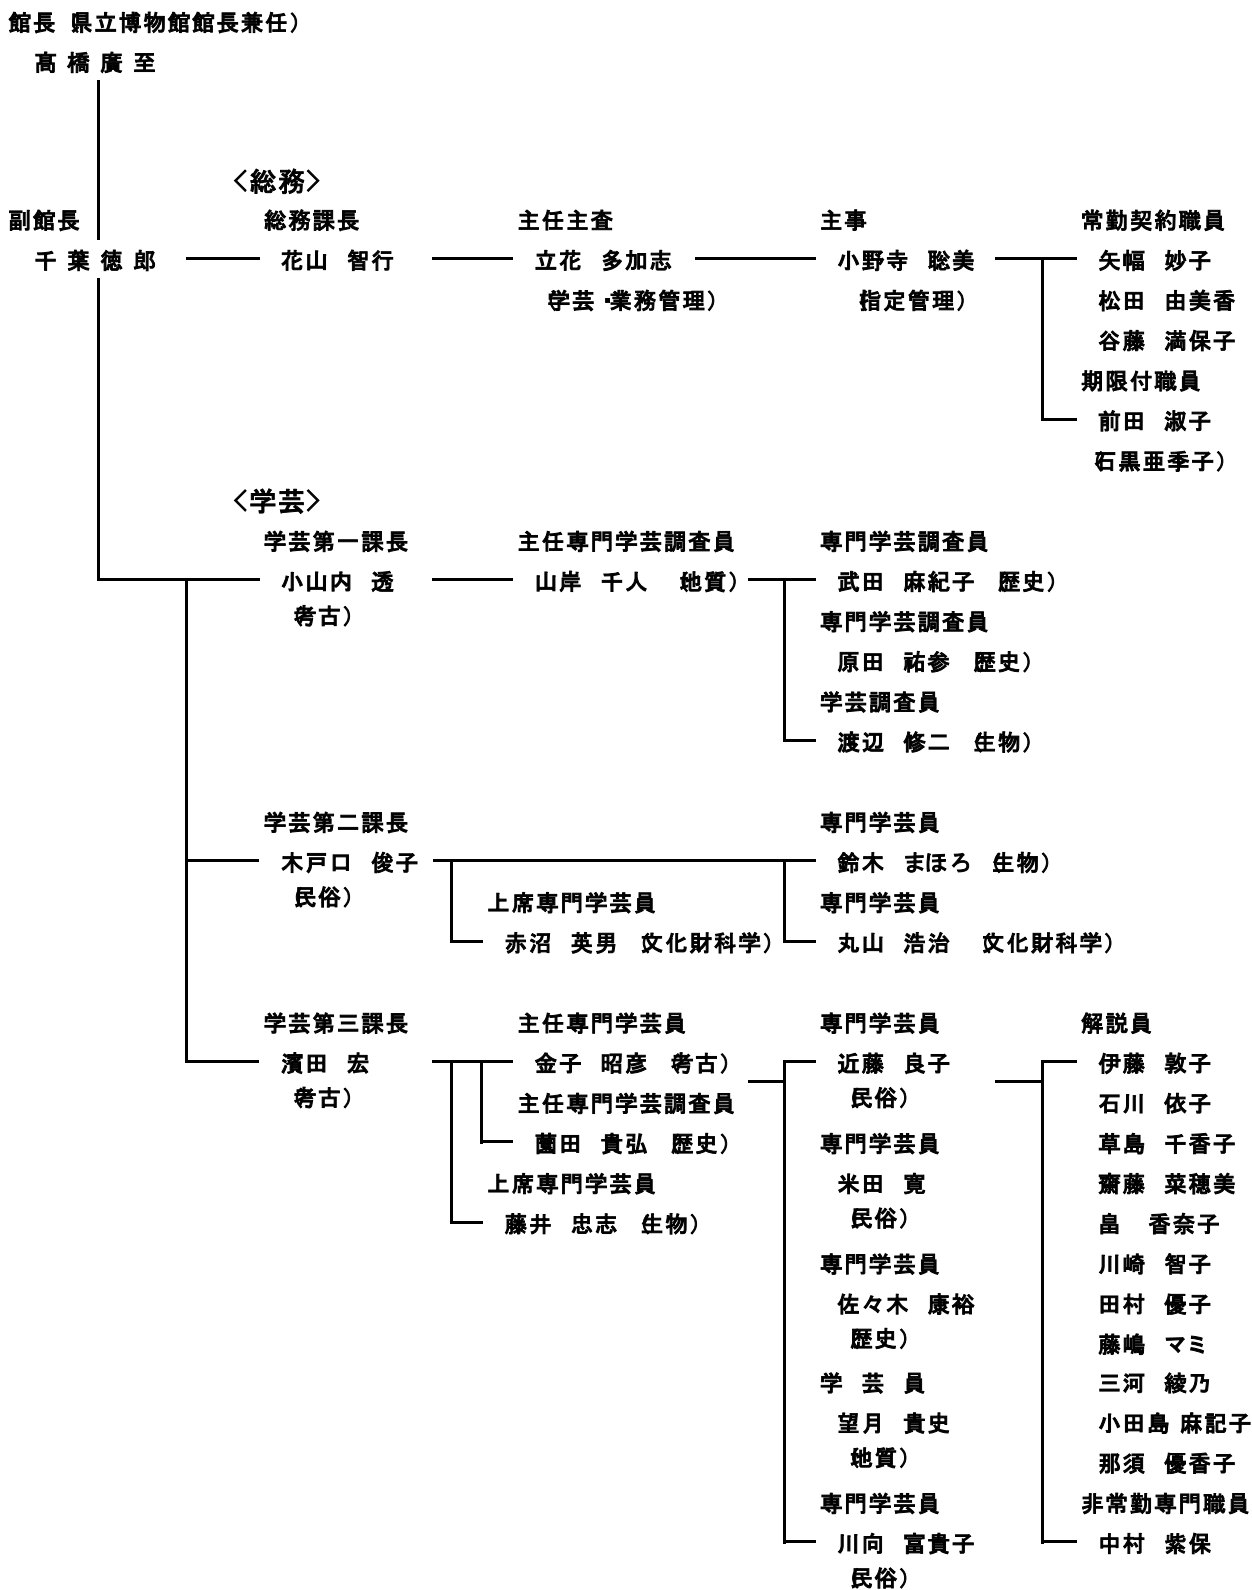 館長（県立博物館館長兼任）
髙橋廣至
〈総務〉
副館長 総務課長 主任主査 主事 常勤契約職員
千葉徳郎 花山 智行 立花 多加志 小野寺 聡美 矢幅 妙子
（学芸・業務管理） （指定管理） 松田 由美香
谷藤 満保子
期限付職員
前田 淑子
（石黒亜季子）
〈学芸〉
学芸第一課長 主任専門学芸調査員 専門学芸調査員
小山内 透 山岸 千人 （地質） 武田 麻紀子 （歴史）
（考古） 専門学芸調査員
原田 祐参 （歴史）
学芸調査員
渡辺 修二 （生物）
学芸第二課長 専門学芸員
木戸口 俊子 鈴木 まほろ （生物）
（民俗） 上席専門学芸員 専門学芸員
赤沼 英男 （文化財科学） 丸山 浩治 （文化財科学）
学芸第三課長 主任専門学芸員 専門学芸員 解説員
濱田 宏 金子 昭彦 （考古） 近藤 良子 伊藤 敦子
（考古） 主任専門学芸調査員 （民俗） 石川 依子
薗田 貴弘 （歴史） 専門学芸員 草島 千香子
上席専門学芸員 米田 寛 齋藤 菜穂美
藤井 忠志 （生物） （民俗） 畠 香奈子
専門学芸員 川崎 智子
佐々木 康裕 田村 優子
（歴史） 藤嶋 マミ
学 芸 員 三河 綾乃
望月 貴史 小田島 麻記子
（地質） 那須 優香子
専門学芸員 非常勤専門職員
川向 富貴子 中村 紫保
（民俗）